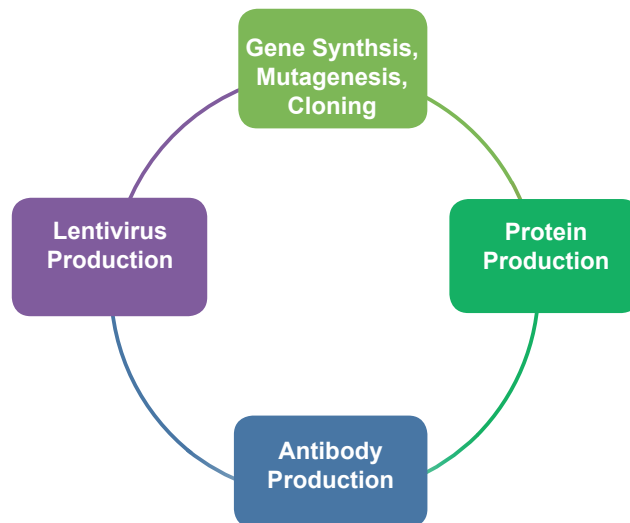 Gene Synthsis,
Mutagenesis,
Cloning
Lentivirus
Production
Protein
Production
Antibody
Production